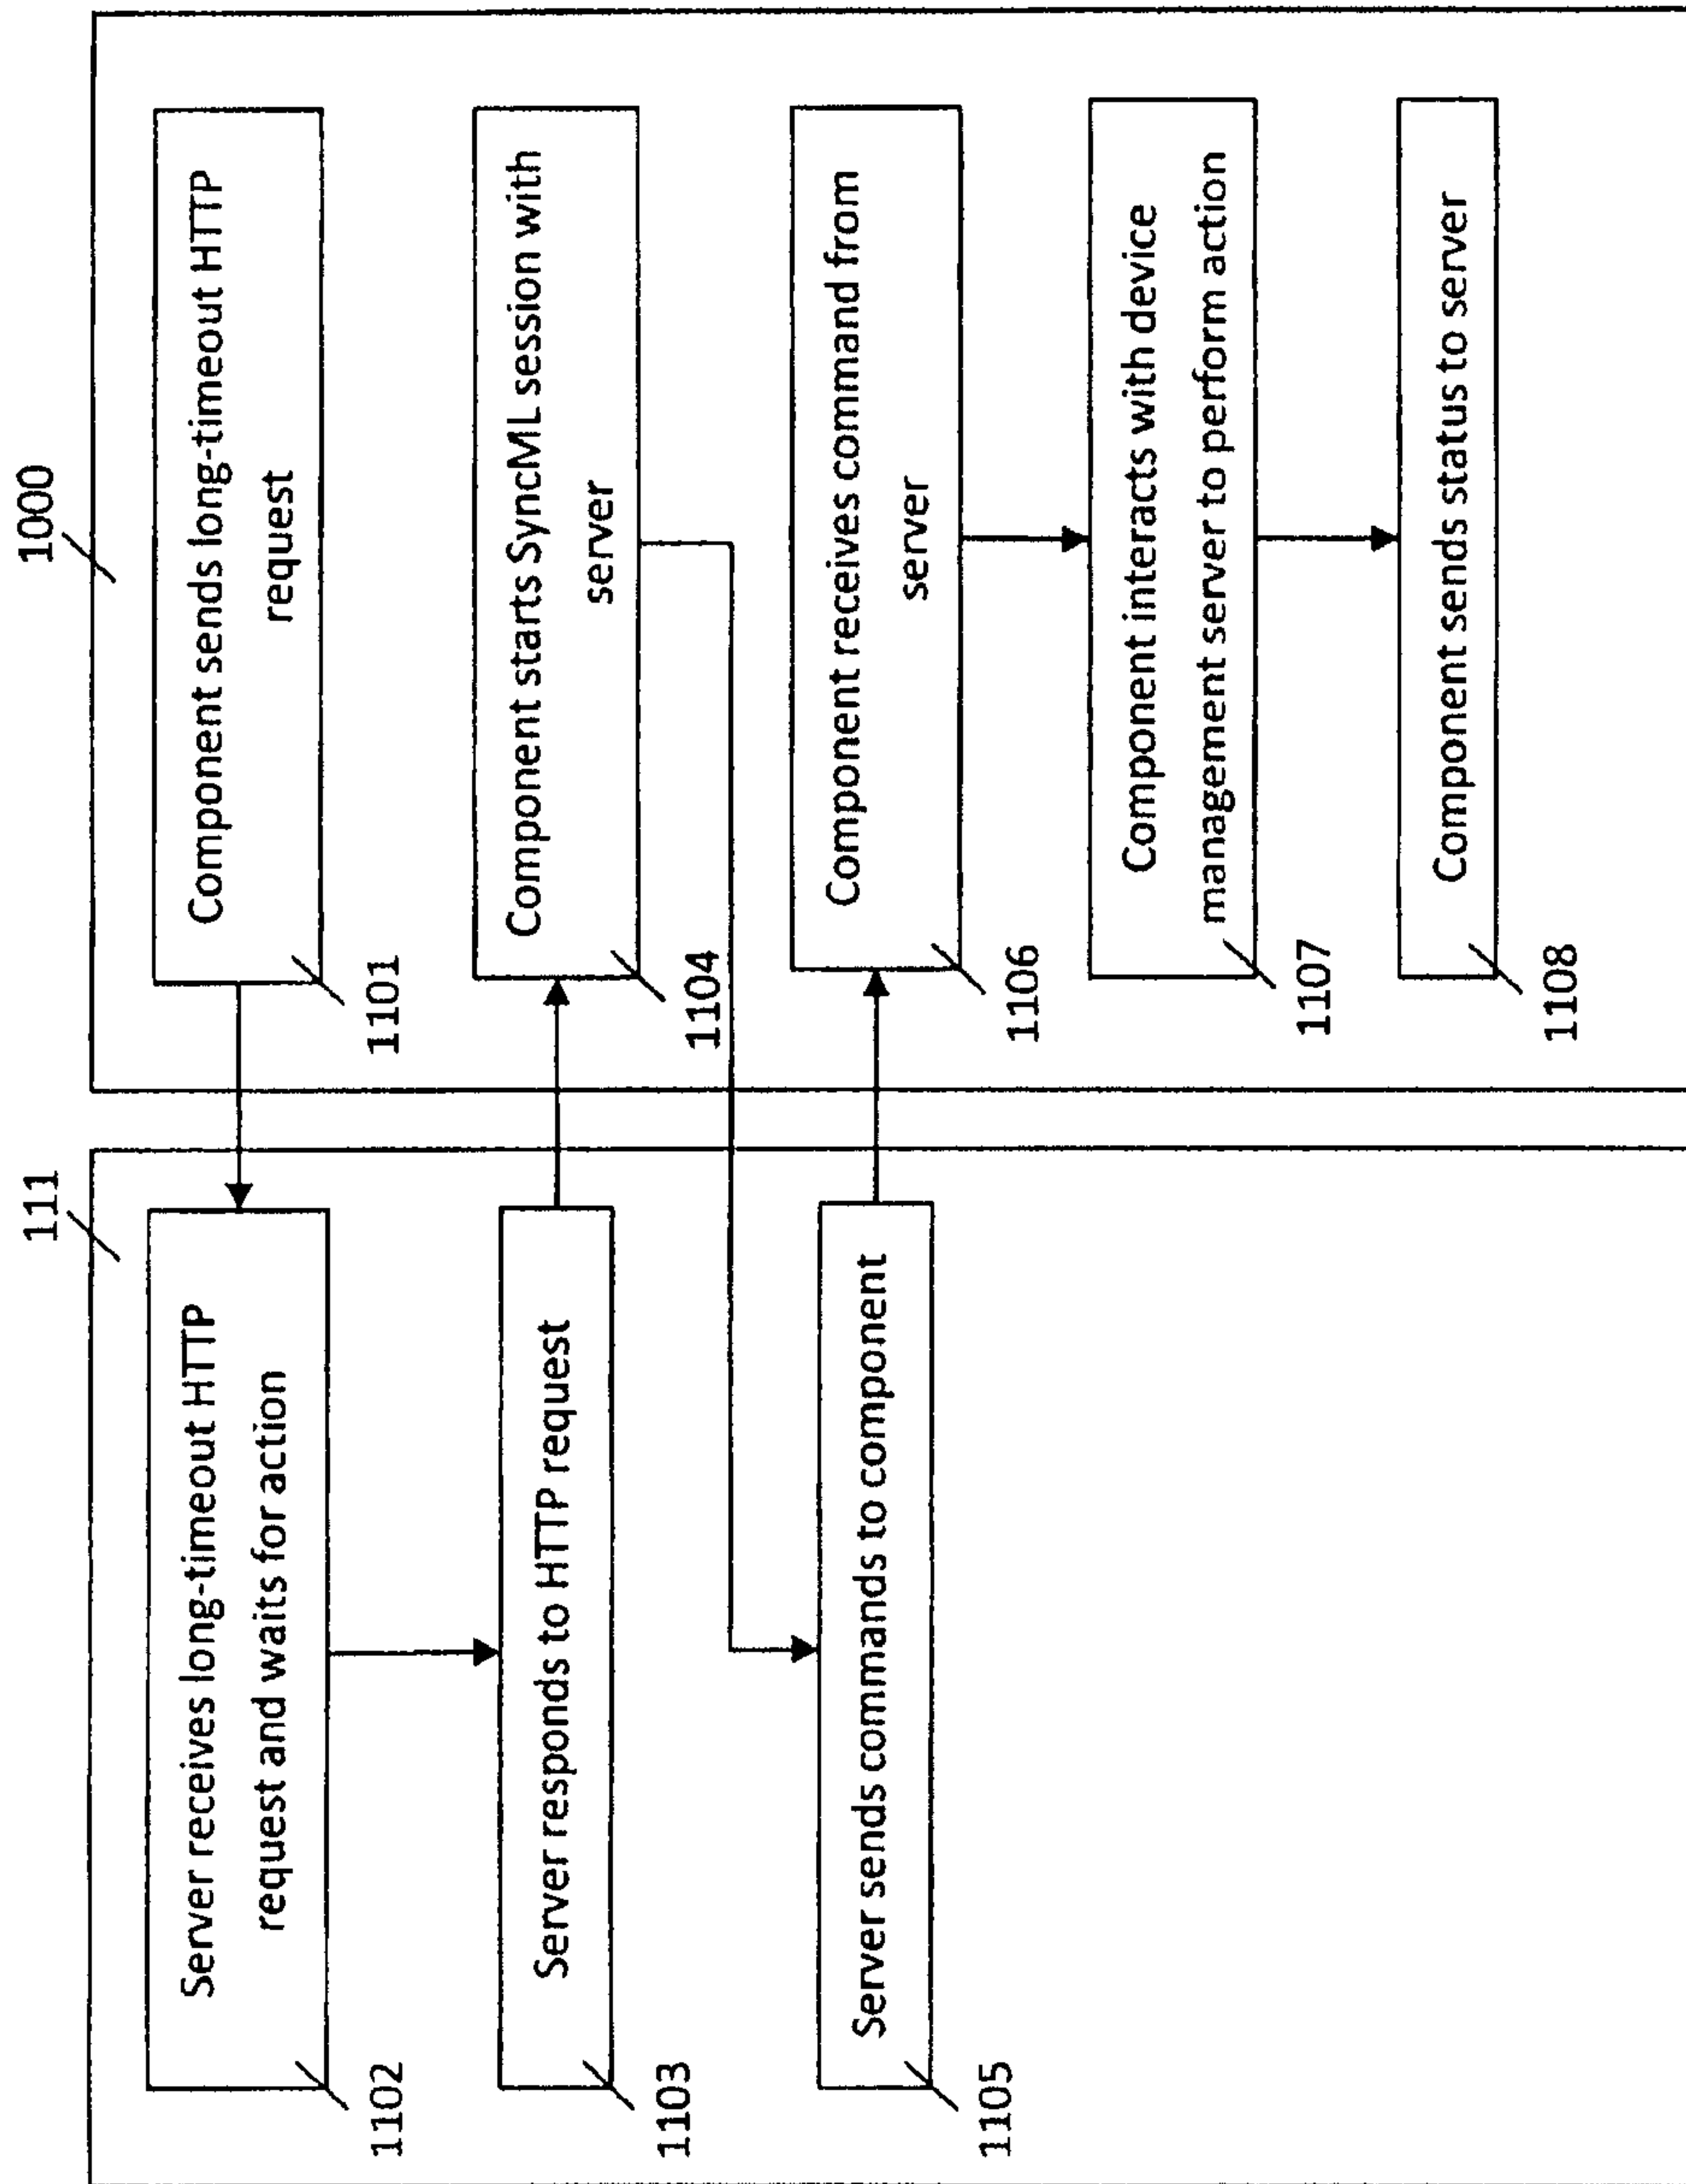 111
Server receives long-timeout HTTP
request and waits for action
1102
Server responds to HTTP request
1103
Server sends commands to component
1105
1000
Component sends long-timeout HTTP
request
1101
Component starts SyncML session with
server
1104
Component receives command from
server
1106
Component interacts with device
management server to perform action
1107
Component sends status to server
1108